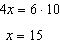 4x = 6 · 10
x = 15